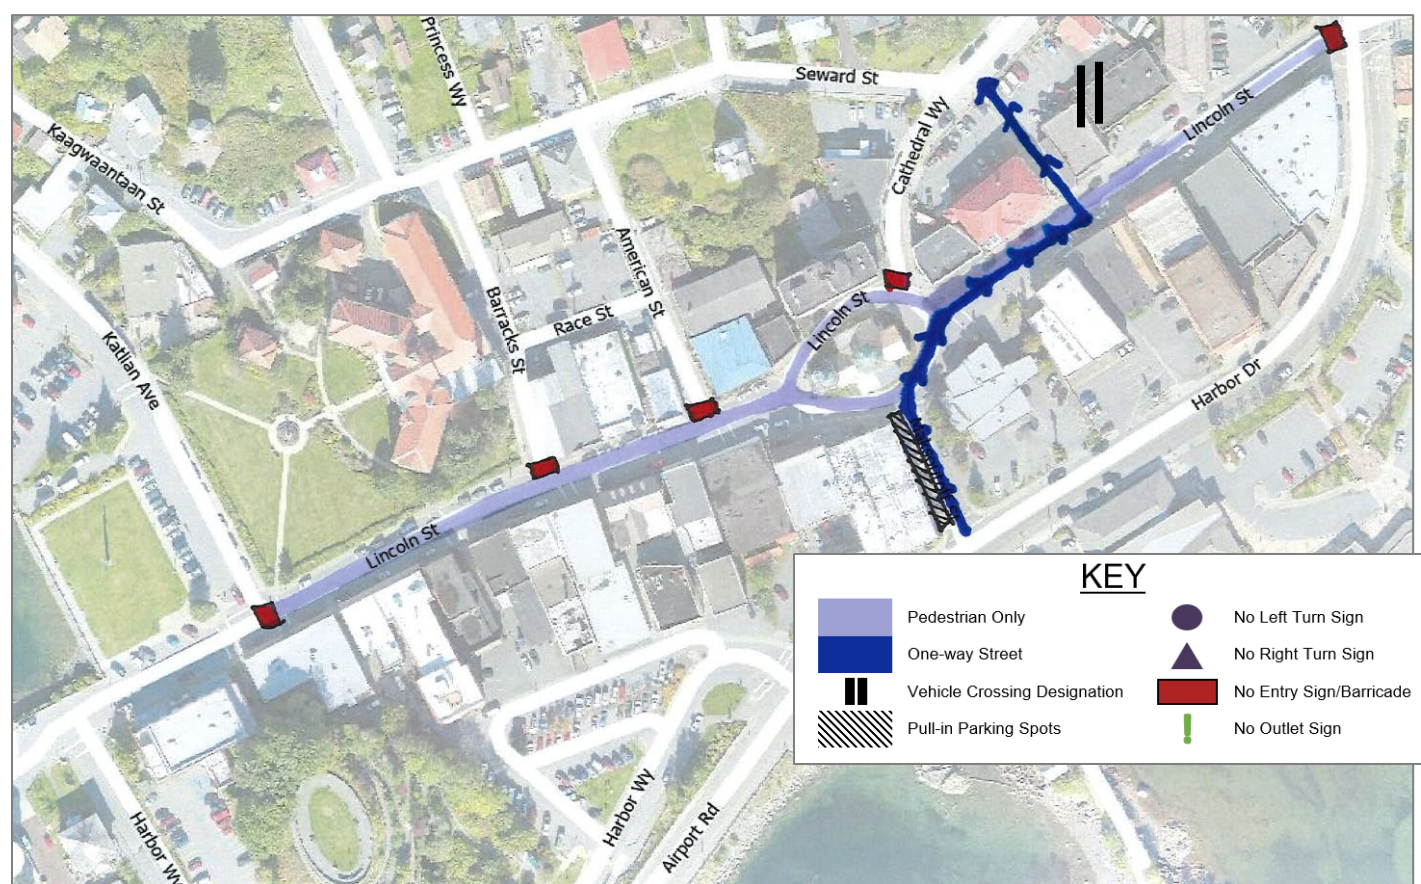 Princess Wy
Seward St
Lincoln St
Cathedral Wy
Kaagwaantaan St
American St
Barracks St
Race St
Lincoln St
Katlian Ave
Harbor Dr
Lincoln St
KEY
Pedestrian Only
No Left Turn Sign
One-way Street
No Right Turn Sign
Vehicle Crossing Designation
No Entry Sign/Barricade
Pull-in Parking Spots
No Outlet Sign
Harbor Wy
Harbor Wy
Airport Rd